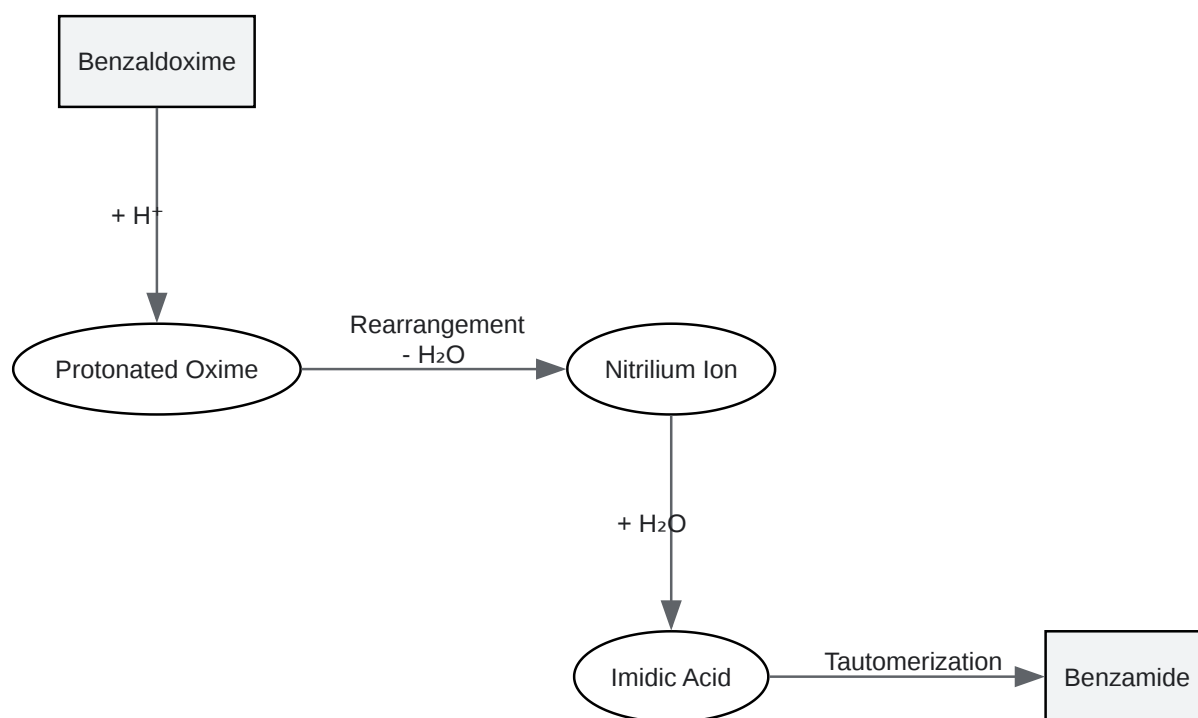 Benzaldoxime
+ H⁺
Rearrangement
- H₂O
Protonated Oxime
Nitrilium Ion
+ H₂O
Tautomerization
Imidic Acid
Benzamide